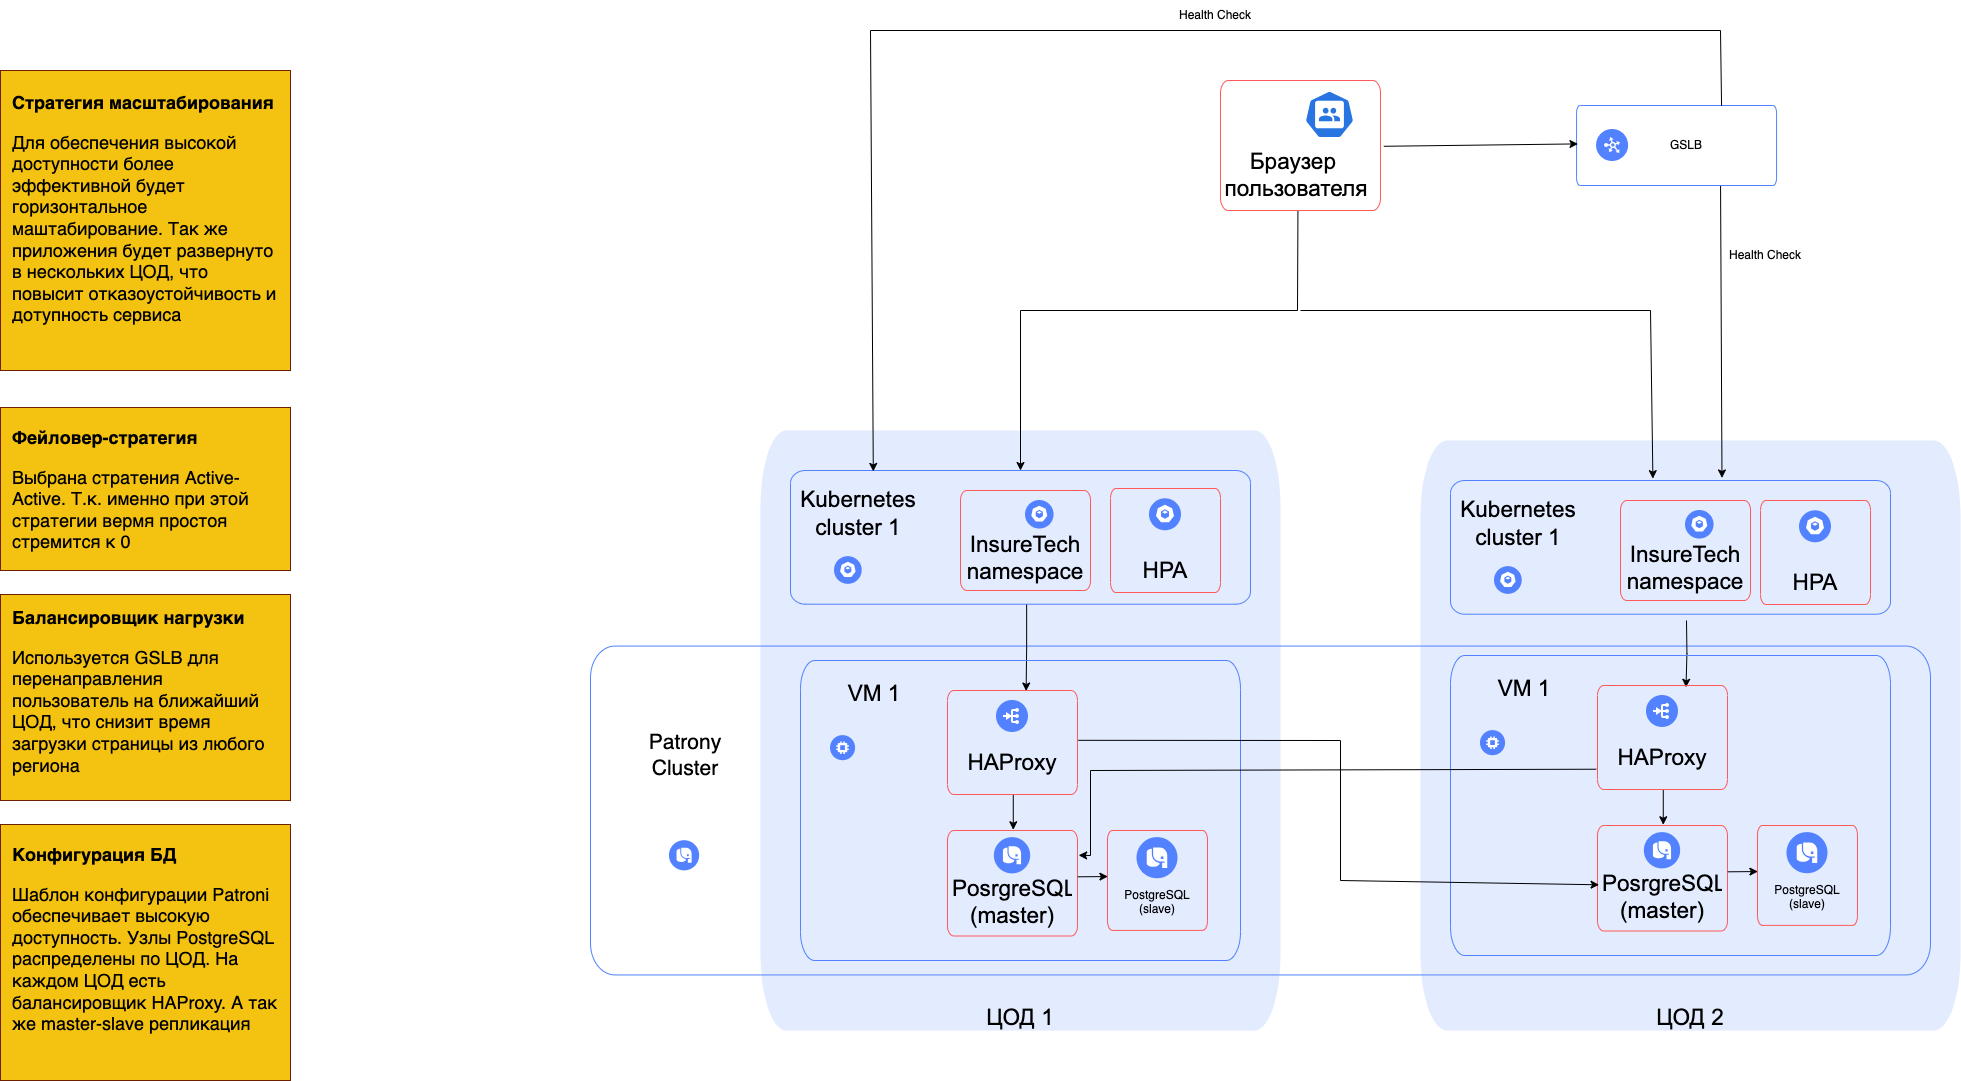 Стратегия масштабирования
Для обеспечения высокой
доступности более
эффективной будет
горизонтальное
маштабирование. Так же
приложения будет развернуто
в нескольких ЦОД, что
повысит отказоустойчивость и
дотупность сервиса
Фейловер-стратегия
Выбрана стратения Active-
Active. Т.к. именно при этой
стратегии вермя простоя
стремится к 0
Балансировщик нагрузки
Используется GSLB для
перенаправления
пользователь на ближайший
ЦОД, что снизит время
загрузки страницы из любого
региона
Конфигурация БД
Шаблон конфигурации Patroni
обеспечивает высокую
доступность. Узлы PostgreSQL
распределены по ЦОД. На
каждом ЦОД есть
балансировщик HAProxy. А так
же master-slave репликация
Health Check
Браузер
пользователя
GSLB
Health Check
Kubernetes
cluster 1
InsureTech
namespace
HPA
Kubernetes
cluster 1
InsureTech
namespace
HPA
Patrony
Cluster
VM 1
HAProxy
PosrgreSQL
(master)
PostgreSQL
(slave)
ЦОД 1
VM 1
HAProxy
PosrgreSQL
(master)
PostgreSQL
(slave)
ЦОД 2